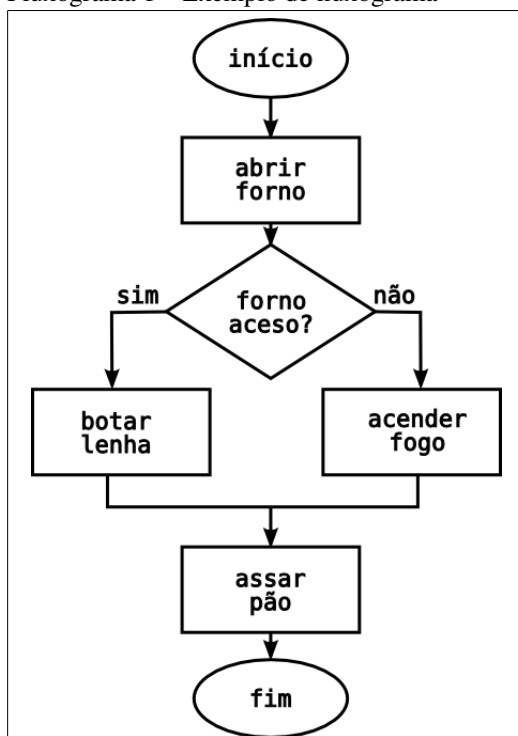 Fluxograma 1 – Exemplo de fluxograma
início
abrir
forno
forno
aceso?
sim
não
botar
lenha
acender
fogo
assar
pão
fim